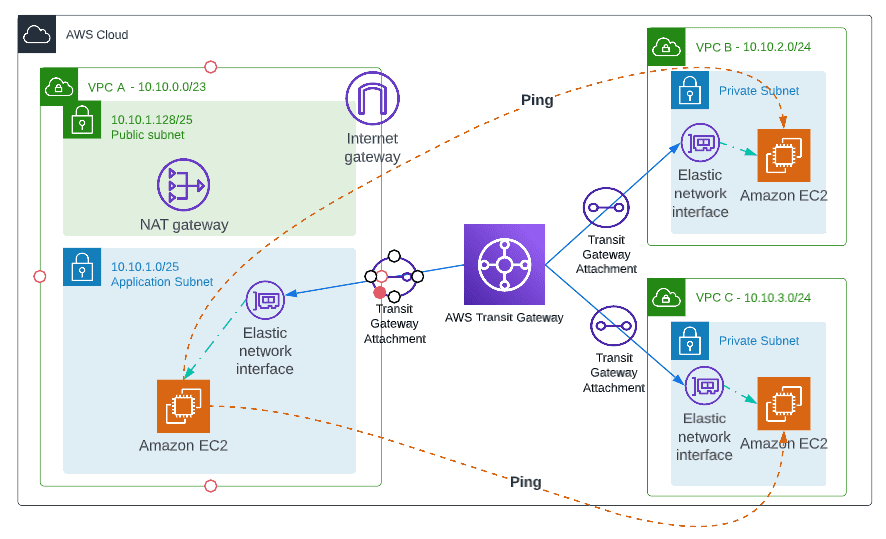 AWS Cloud
VPC A - 10.10.0.0/23
10.10.1.128/25
Public subnet
NAT gateway
Internet
gateway
10.10.1.0/25
Application Subnet
Elastic
network
interface
Amazon EC2
Transit
Gateway
Attachment
AWS Transit Gateway
Ping
Ping
Transit
Gateway
Attachment
Transit
Gateway
Attachment
VPC B - 10.10.2.0/24
Private Subnet
Elastic
network
interface
Amazon EC2
VPC C - 10.10.3.0/24
Private Subnet
Elastic
network
interface
Amazon EC2